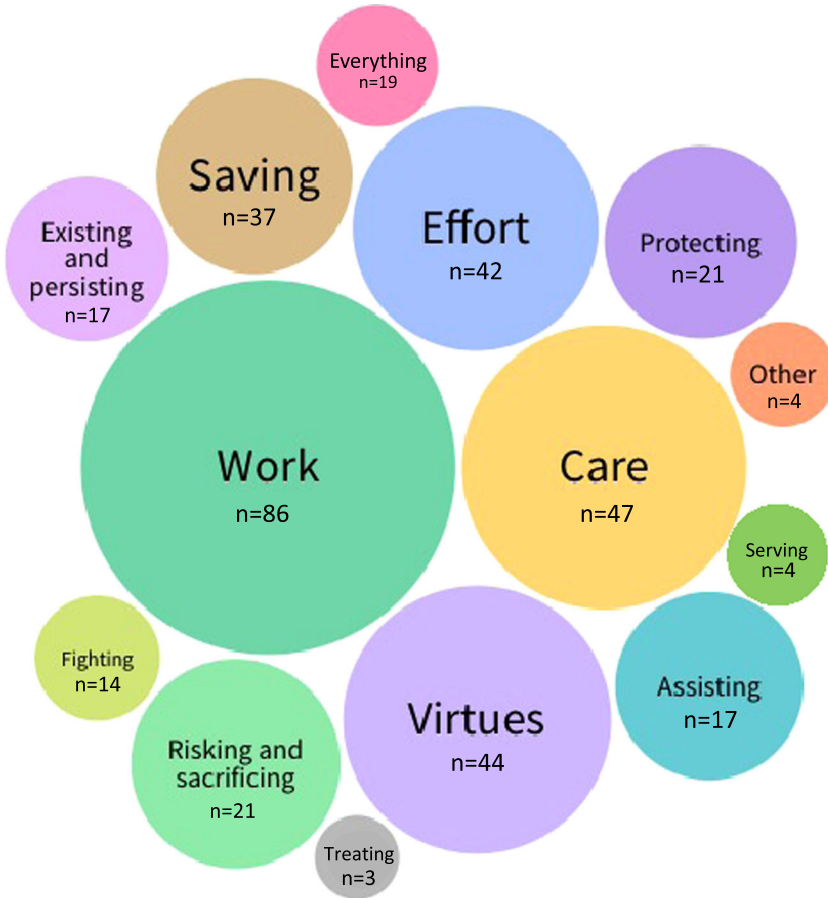 Everything
n=19
Saving
n=37
Effort
n=42
Protecting
n=21
Existing
and
persisting
n=17
Other
n=4
Work
n=86
Care
n=47
Serving
n=4
Fighting
n=14
Assisting
n=17
Virtues
n=44
Risking and
sacrificing
n=21
Treating
n=3